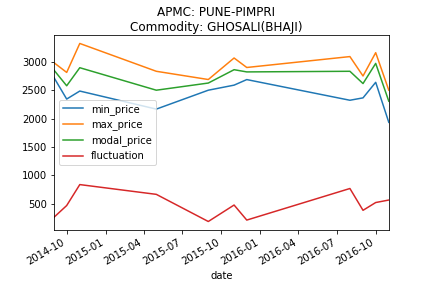 APMC: PUNE-PIMPRI
Commodity: GHOSALI(BHAJI)
3000
2500
2000
1500
1000
500
min_price
max_price
modal_price
fluctuation
2014-10
2015-01
2015-04
2015-07
2015-10
2016-01
2016-04
2016-07
2016-10
date